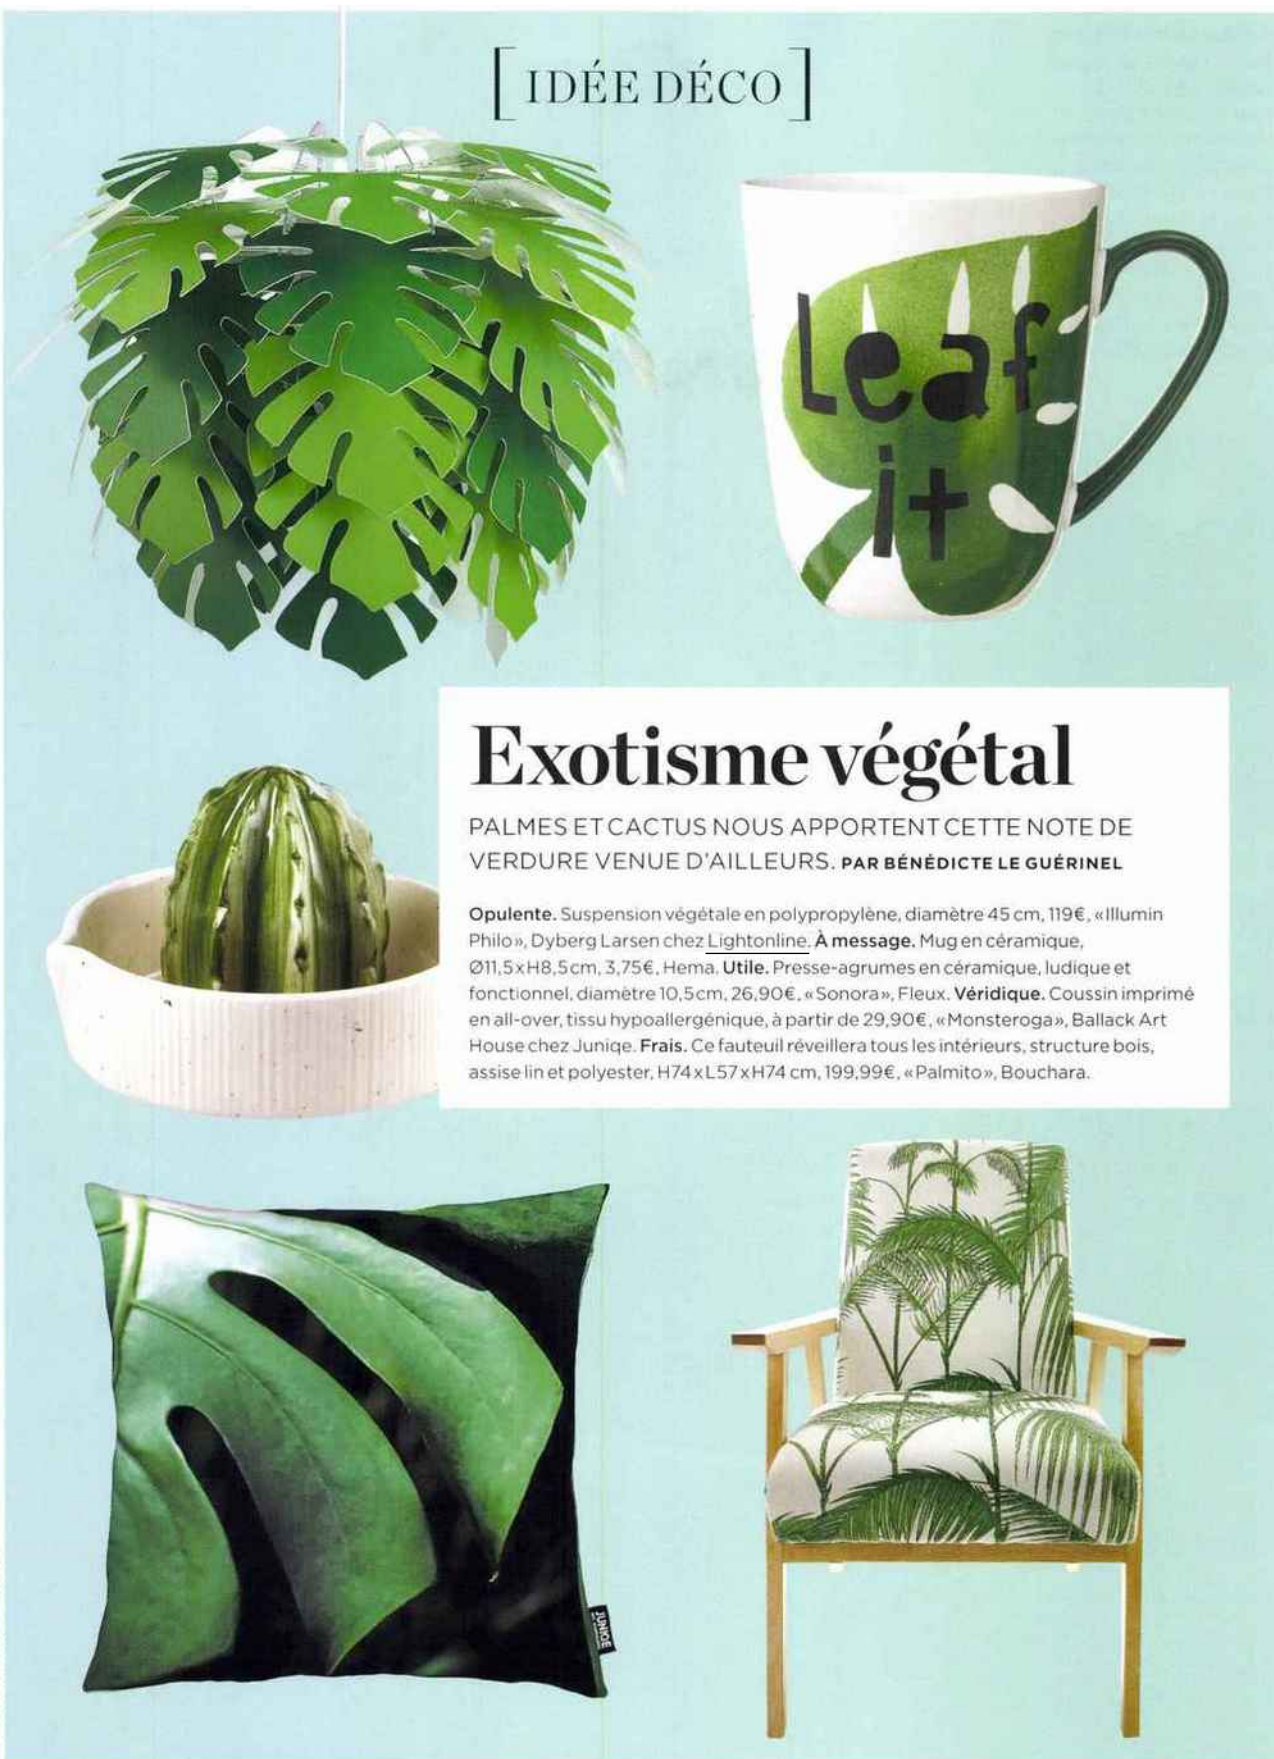 [IDÉE DÉCO]
Leaf
it
Exotisme végétal
PALMES ET CACTUS NOUS APPORTENT CETTE NOTE DE
VERDURE VENUE D'AILLEURS. PAR BÉNÉDICTE LE GUÉRINEL
Opulente. Suspension végétale en polypropylène, diamètre 45 cm, 119€, «Illumin
Philo», Dyberg Larsen chez Lightonline. À message. Mug en céramique,
Ø11,5xH8,5cm, 3,75€, Hema. Utile. Presse-agrumes en céramique, ludique et
fonctionnel, diamètre 10,5cm, 26,90€, «Sonora», Fleux. Véridique. Coussin imprimé
en all-over, tissu hypoallergénique, à partir de 29,90€, «Monsteroga», Ballack Art
House chez Juniqe. Frais. Ce fauteuil réveillera tous les intérieurs, structure bois,
assise lin et polyester, H74xL57xH74 cm, 199,99€, «Palmito», Bouchara.
JUNIQE